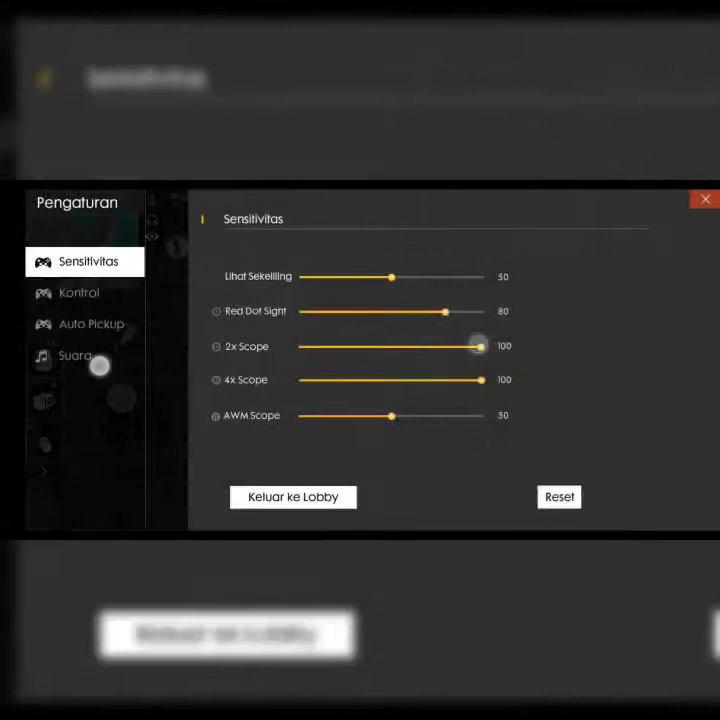 Pengaturan
Sensitivitas
Kontrol
Auto Pickup
Suara
Sensitivitas
Lihat Sekeliling 50
Red Dot Sight 80
2x Scope 100
4x Scope 100
AWM Scope 50
Keluar ke Lobby
Reset